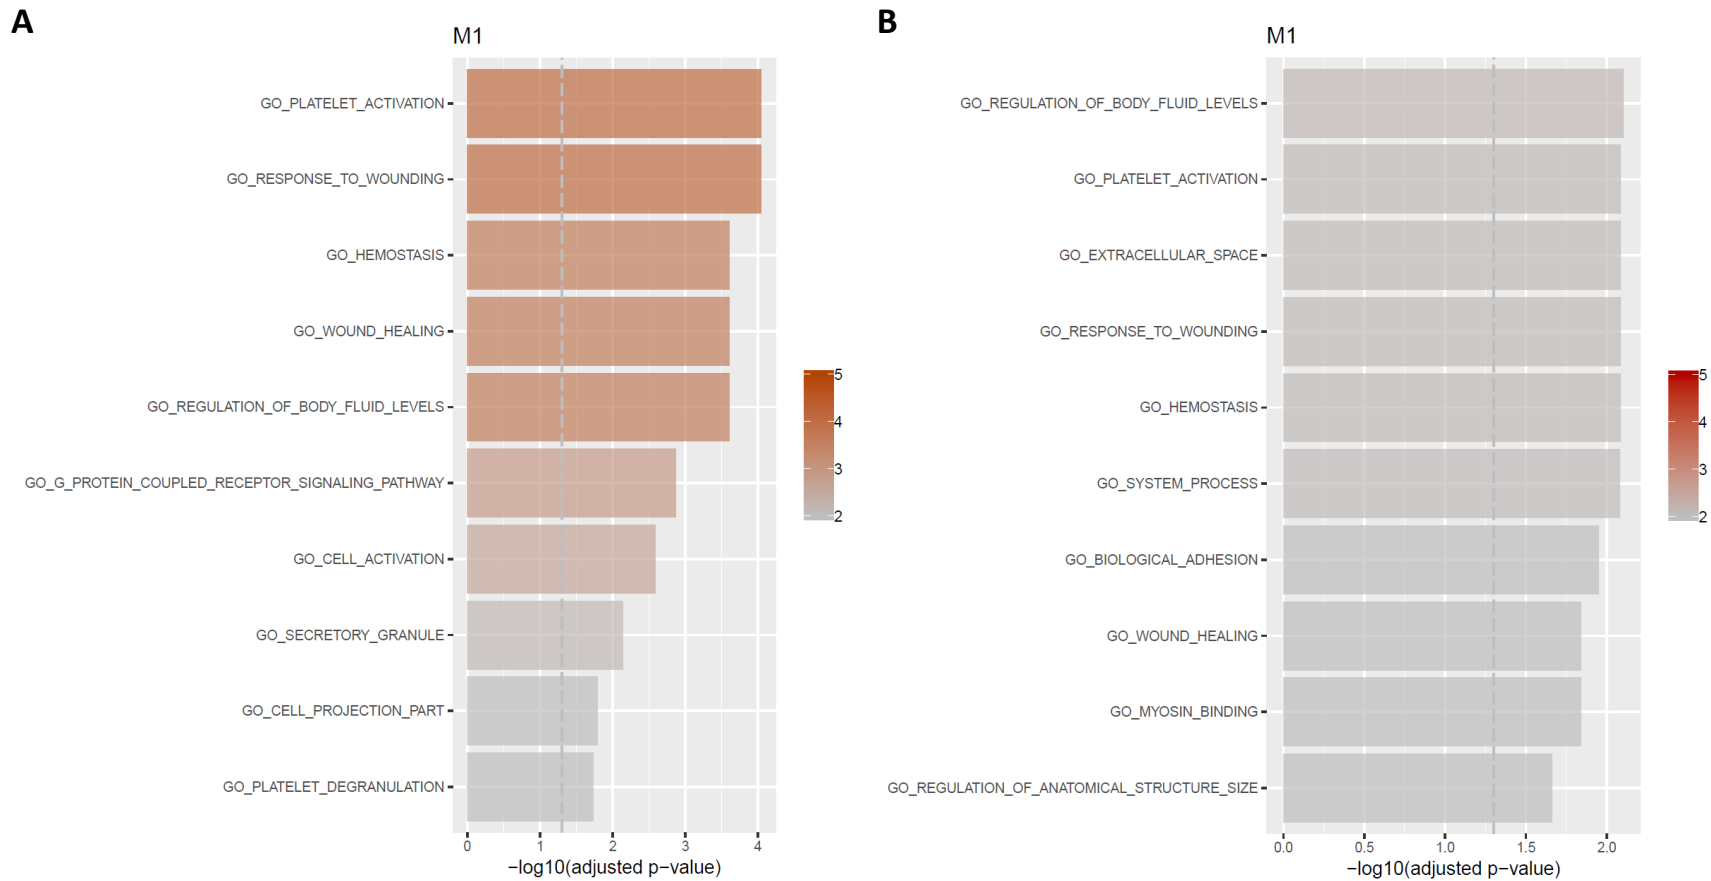 A
M1
GO_PLATELET_ACTIVATION
GO_RESPONSE_TO_WOUNDING
GO_HEMOSTASIS
GO_WOUND_HEALING
GO_REGULATION_OF_BODY_FLUID_LEVELS
GO_G_PROTEIN_COUPLED_RECEPTOR_SIGNALING_PATHWAY
GO_CELL_ACTIVATION
GO_SECRETORY_GRANULE
GO_CELL_PROJECTION_PART
GO_PLATELET_DEGRANULATION
0 1 2 3 4
−log10(adjusted p−value)
5
4
3
2
B
M1
GO_REGULATION_OF_BODY_FLUID_LEVELS
GO_PLATELET_ACTIVATION
GO_EXTRACELLULAR_SPACE
GO_RESPONSE_TO_WOUNDING
GO_HEMOSTASIS
GO_SYSTEM_PROCESS
GO_BIOLOGICAL_ADHESION
GO_WOUND_HEALING
GO_MYOSIN_BINDING
GO_REGULATION_OF_ANATOMICAL_STRUCTURE_SIZE
0.0 0.5 1.0 1.5 2.0
−log10(adjusted p−value)
5
4
3
2